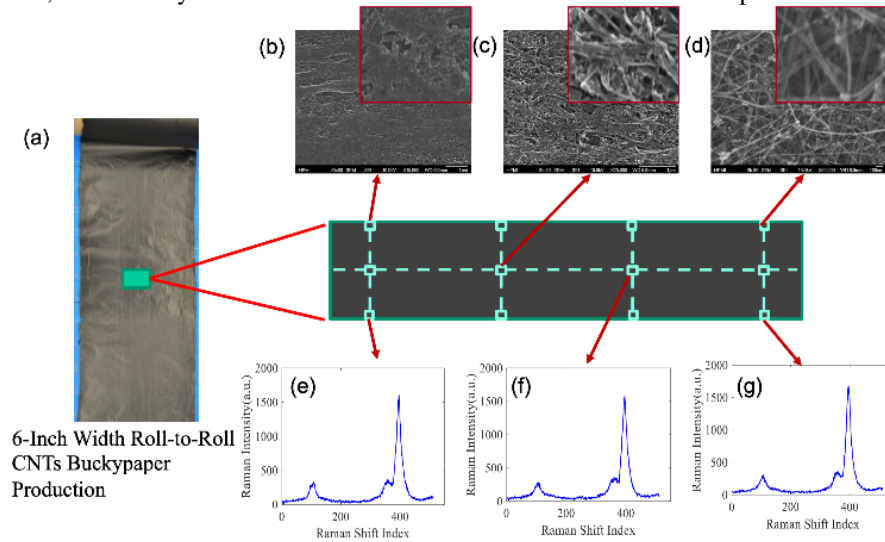 (b)
(c)
(d)
(a)
6-Inch Width Roll-to-Roll
CNTs Buckypaper
Production
(e)
2000
1500
1000
500
0
0 200 400
Raman Intensity(a.u.)
Raman Shift Index
(f)
2000
1500
1000
500
0
0 200 400
Raman Intensity(a.u.)
Raman Shift Index
(g)
2000
1500
1000
500
0
0 200 400
Raman Intensity(a.u.)
Raman Shift Index